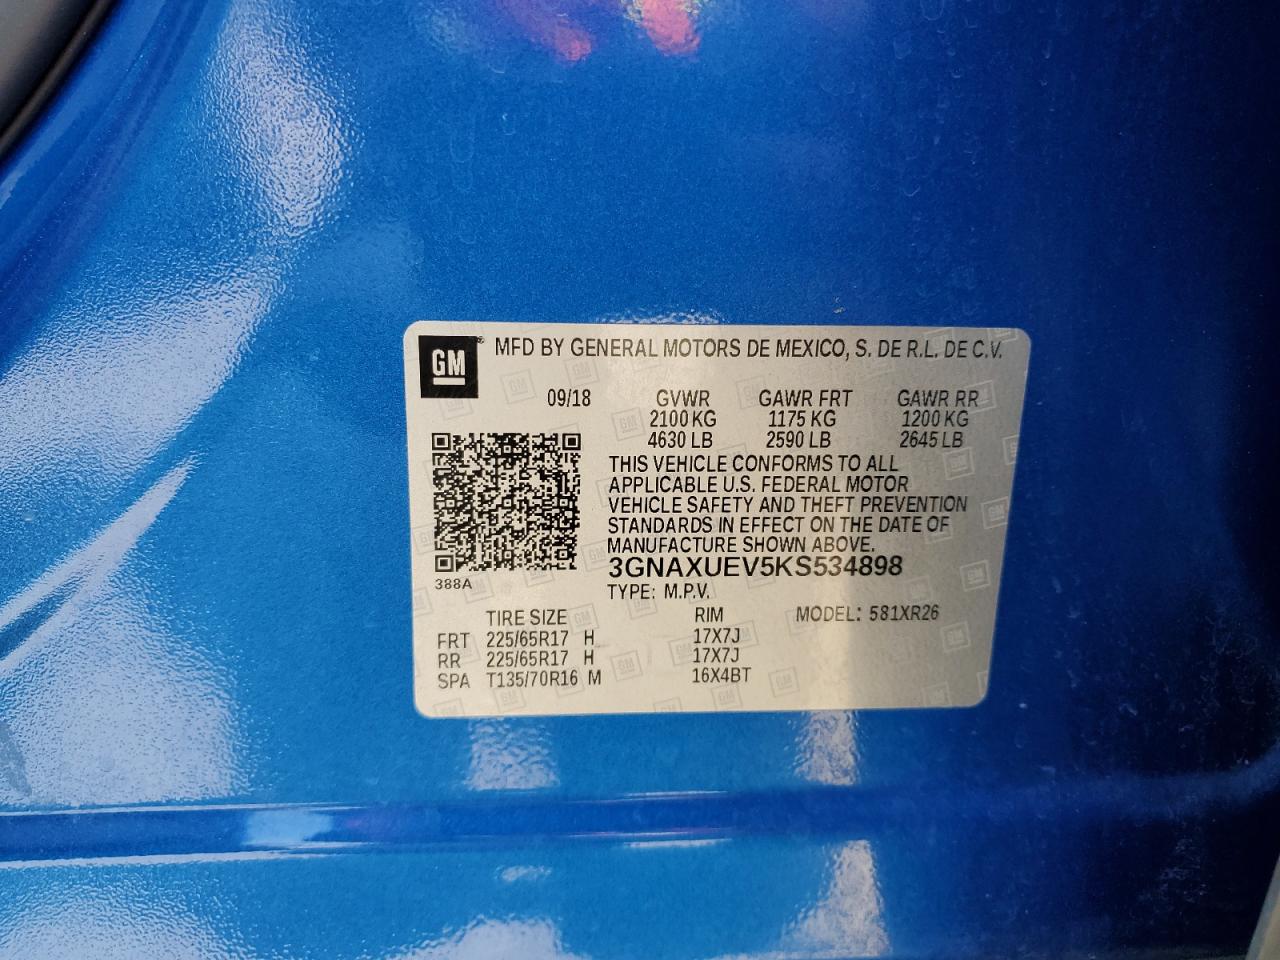 GM® MFD BY GENERAL MOTORS DE MEXICO, S. DE R.L. DE C.V.
09/18 GVWR GAWR FRT GAWR RR
2100 KG 1175 KG 1200 KG
4630 LB 2590 LB 2645 LB
THIS VEHICLE CONFORMS TO ALL
APPLICABLE U.S. FEDERAL MOTOR
VEHICLE SAFETY AND THEFT PREVENTION
STANDARDS IN EFFECT ON THE DATE OF
MANUFACTURE SHOWN ABOVE.
3GNAXUEV5KS534898
388A
TYPE: M.P.V.
TIRE SIZE RIM MODEL: 581XR26
FRT 225/65R17 H 17X7J
RR 225/65R17 H 17X7J
SPA T135/70R16 M 16X4BT